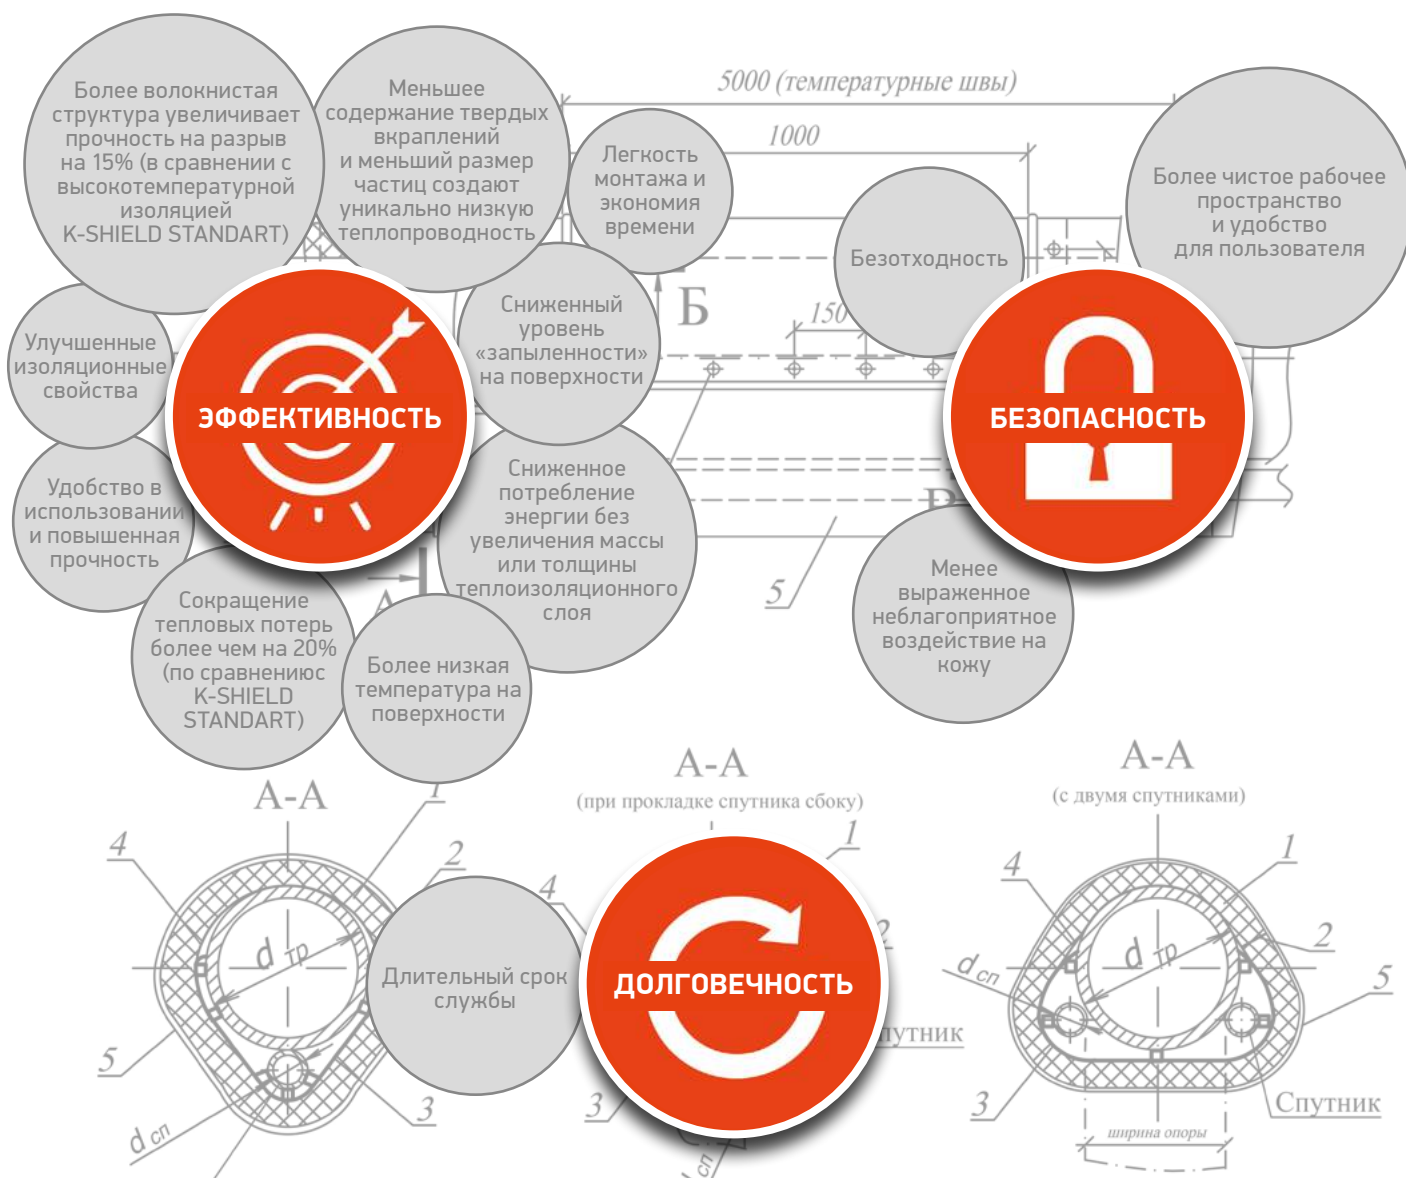 Более волокнистая
структура увеличивает
прочность на разрыв
на 15% (в сравнении с
высокотемпературной
изоляцией
K-SHIELD STANDART)
Меньшее
содержание твердых
вкраплений
и меньший размер
частиц создают
уникально низкую
теплопроводность
5000 (температурные швы)
1000
Легкость
монтажа и
экономия
времени
Безотходность
Более чистое рабочее
пространство
и удобство
для пользователя
Улучшенные
изоляционные
свойства
Сниженный
уровень
«запыленности»
на поверхности
Б
150
ЭФФЕКТИВНОСТЬ
БЕЗОПАСНОСТЬ
Удобство в
использовании
и повышенная
прочность
Сниженное
потребление
энергии без
увеличения массы
или толщины
теплоизоляционного
слоя
5
Менее
выраженное
неблагоприятное
воздействие на
кожу
Сокращение
тепловых потерь
более чем на 20%
(по сравнениюс
K-SHIELD
STANDART)
Более низкая
температура на
поверхности
А-А
1
4
2
d тр
5
3
d сп
А-А
(при прокладке спутника сбоку)
1
4
2
Длительный срок
службы
ДОЛГОВЕЧНОСТЬ
путник
3
сп
А-А
(с двумя спутниками)
1
4
2
d сп
d тр
5
3
Спутник
ширина опоры